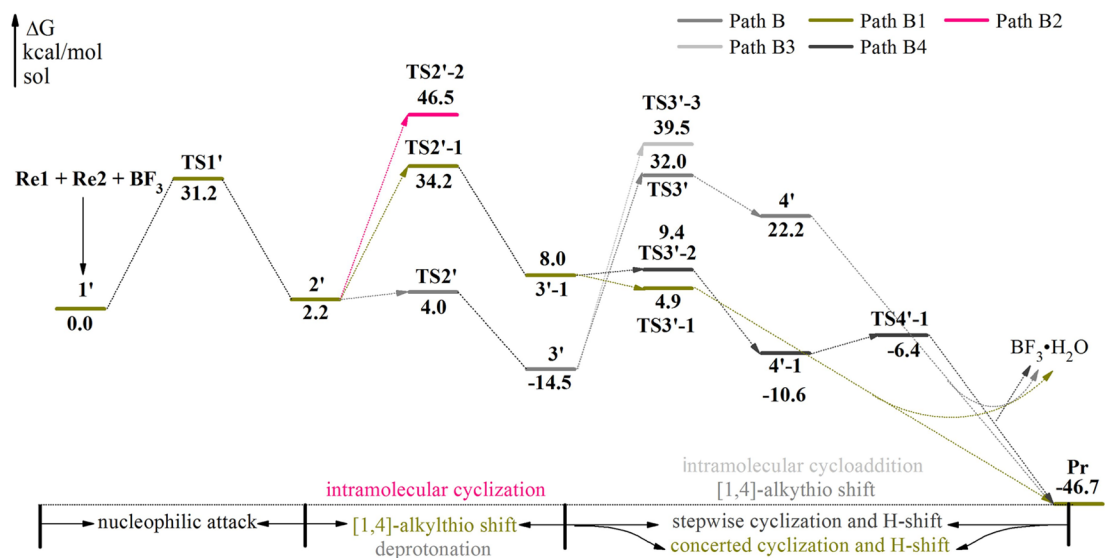 ΔG
kcal/mol
sol
Path B
Path B1
Path B2
Path B3
Path B4
TS2'-2
46.5
TS3'-3
39.5
TS2'-1
34.2
32.0
TS3'
TS1'
31.2
Re1 + Re2 + BF3
4'
22.2
1'
0.0
2'
2.2
TS2'
4.0
8.0
3'-1
9.4
TS3'-2
4.9
TS3'-1
3'
-14.5
4'-1
-10.6
TS4'-1
-6.4
BF3•H2O
Pr
-46.7
nucleophilic attack
intramolecular cyclization
[1,4]-alkylthio shift
deprotonation
intramolecular cycloaddition
[1,4]-alkythio shift
stepwise cyclization and H-shift
concerted cyclization and H-shift